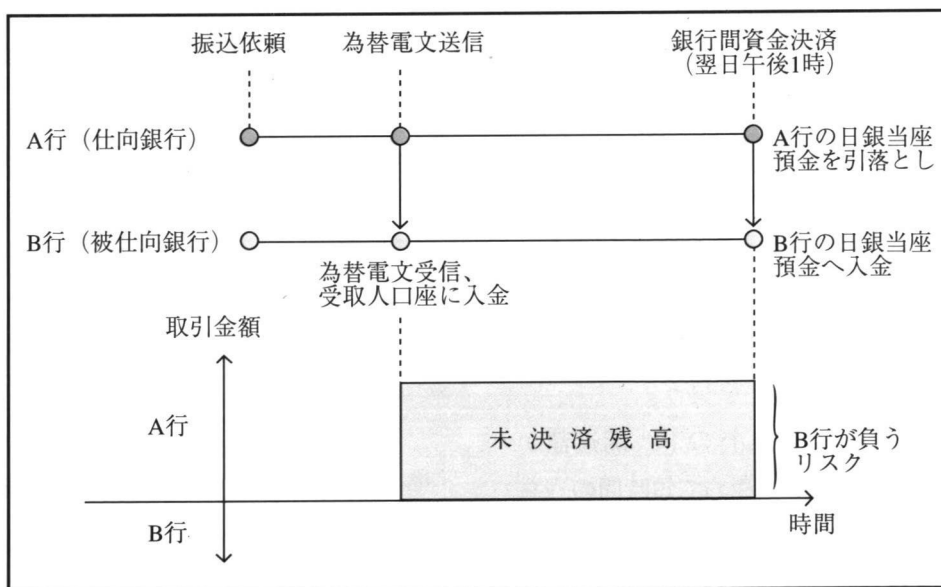 振込依頼
為替電文送信
銀行間資金決済
(翌日午後1時)
A行（仕向銀行）
A行の日銀当座
預金を引落とし
B行（被仕向銀行）
B行の日銀当座
預金へ入金
為替電文受信、
受取人口座に入金
取引金額
A行
未決済残高
B行が負う
リスク
時間
B行